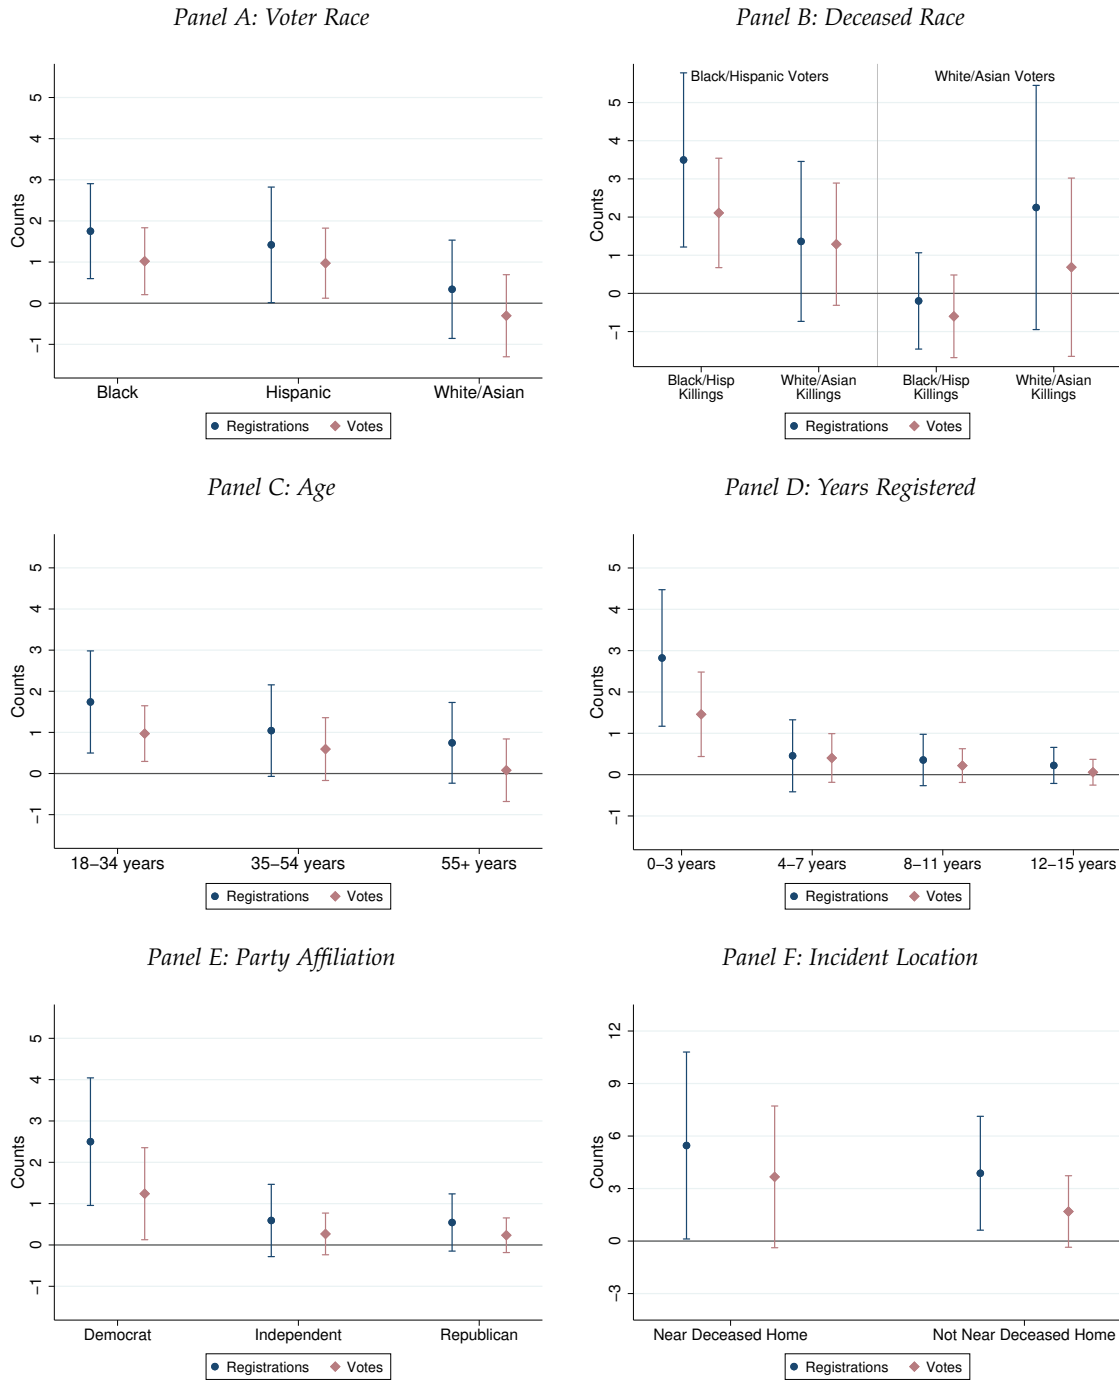 Panel A: Voter Race
5
4
3
2
1
0
−1
Counts
Black Hispanic White/Asian
Registrations Votes
Panel B: Deceased Race
Black/Hispanic Voters White/Asian Voters
5
4
3
2
1
0
−1
Counts
Black/Hisp White/Asian Black/Hisp White/Asian
Killings Killings Killings Killings
Registrations Votes
Panel C: Age
5
4
3
2
1
0
−1
Counts
18−34 years 35−54 years 55+ years
Registrations Votes
Panel D: Years Registered
5
4
3
2
1
0
−1
Counts
0−3 years 4−7 years 8−11 years 12−15 years
Registrations Votes
Panel E: Party Affiliation
5
4
3
2
1
0
−1
Counts
Democrat Independent Republican
Registrations Votes
Panel F: Incident Location
12
9
6
3
0
−3
Counts
Near Deceased Home Not Near Deceased Home
Registrations Votes